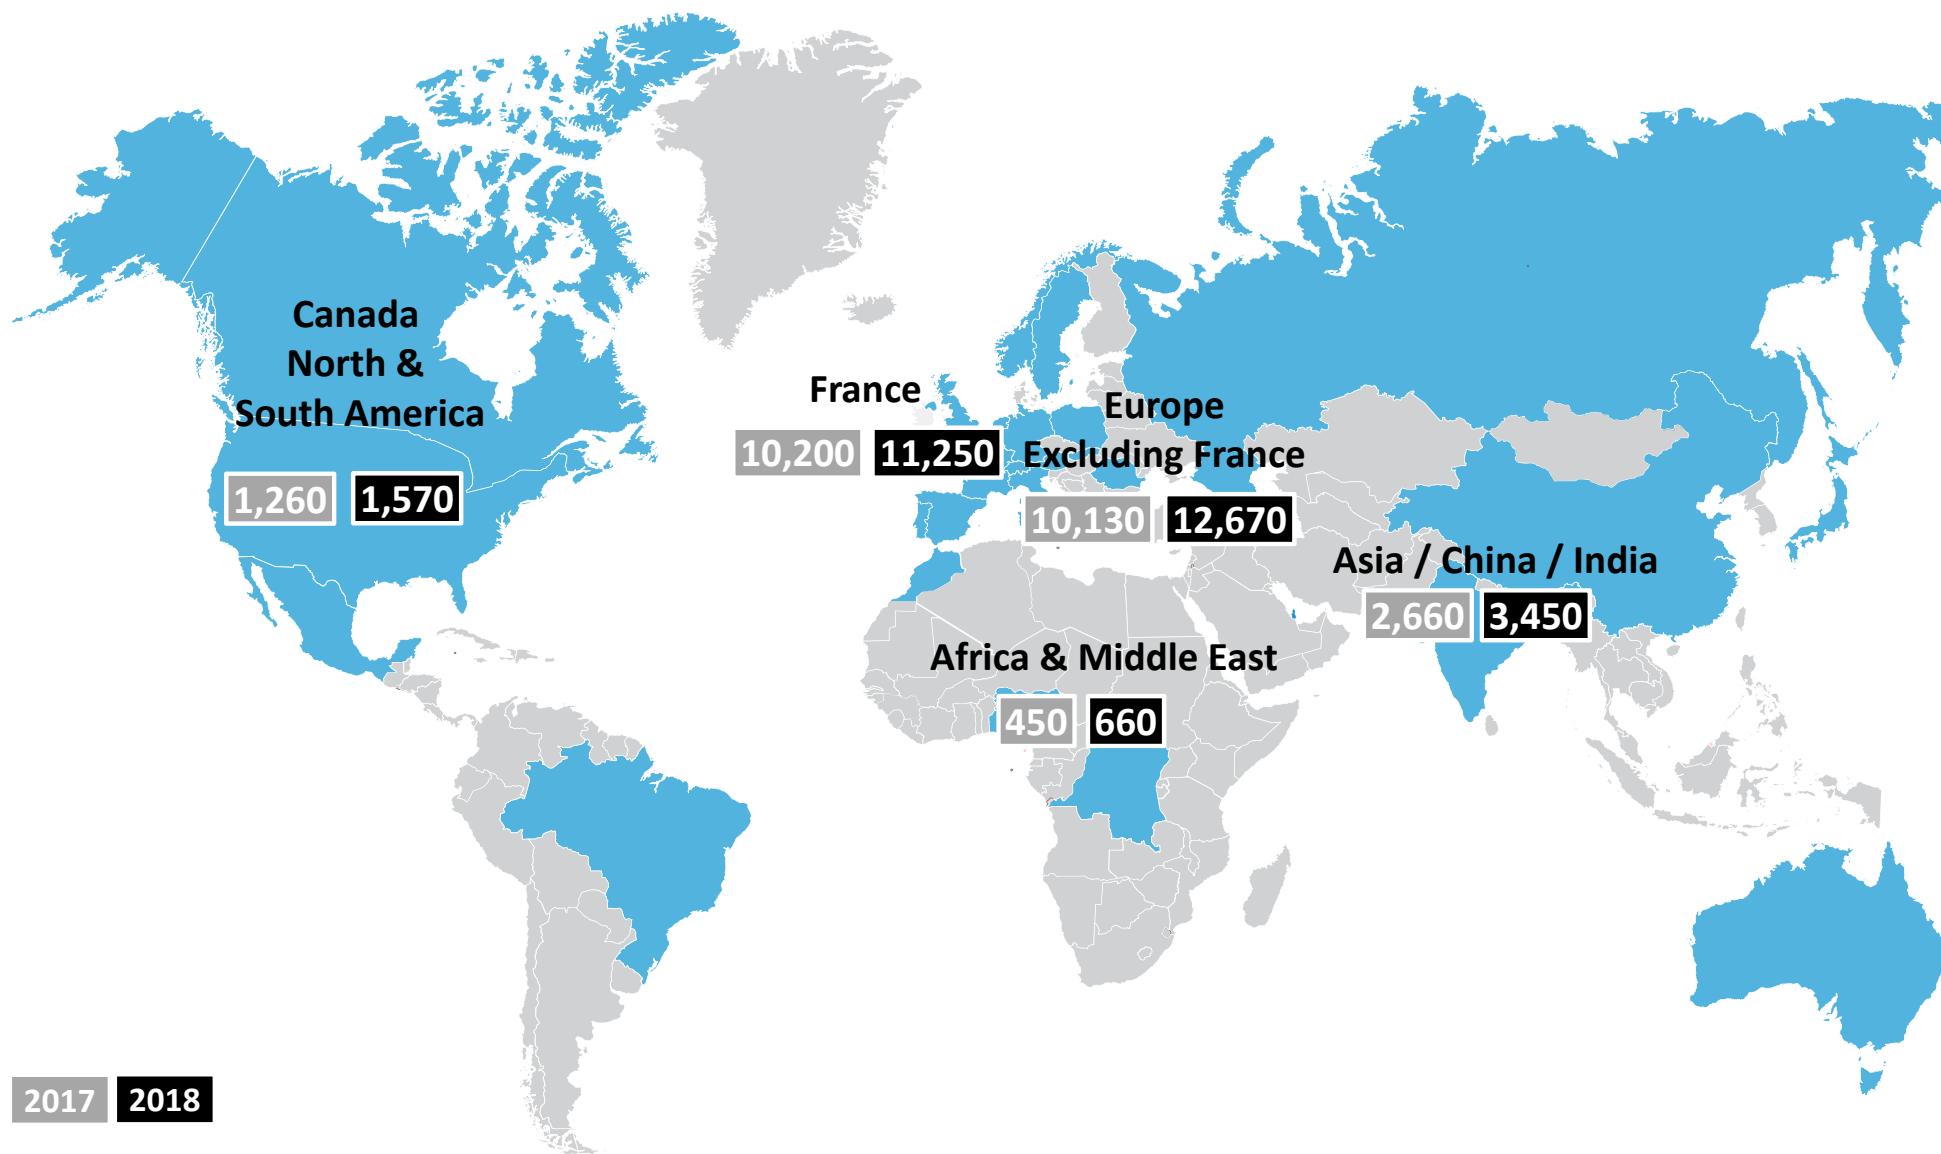 Canada
North &
South America
1,260 1,570
France
10,200 11,250
Europe
Excluding France
10,130 12,670
Asia / China / India
2,660 3,450
Africa & Middle East
450 660
2017 2018